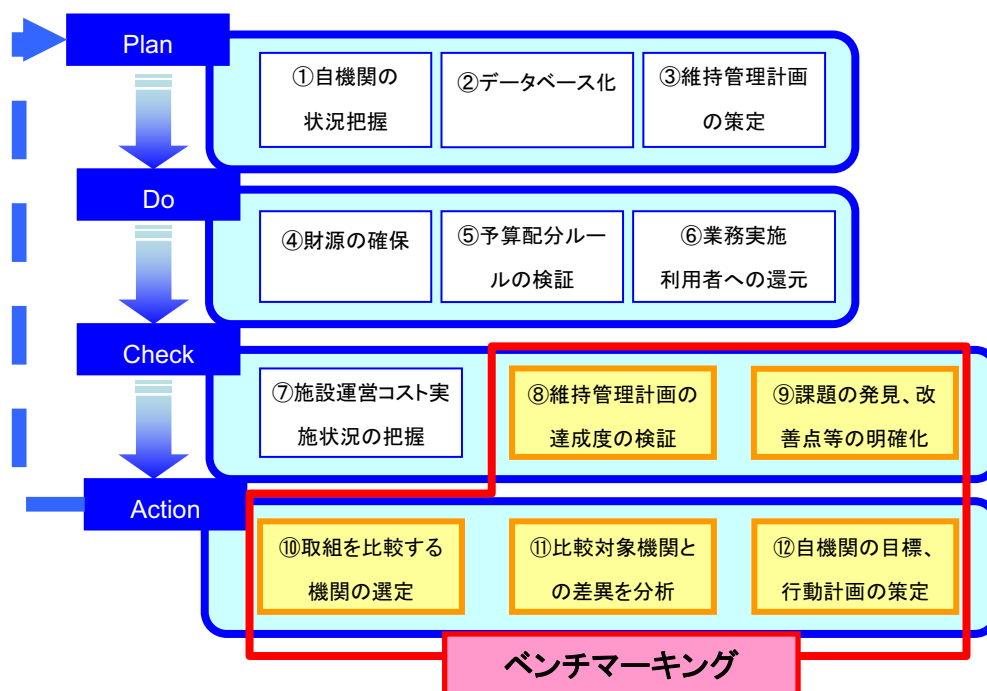 Plan
①自機関の
状況把握
②データベース化
③維持管理計画
の策定
Do
④財源の確保
⑤予算配分ルー
ルの検証
⑥業務実施
利用者への還元
Check
⑦施設運営コスト実
施状況の把握
⑧維持管理計画の
達成度の検証
⑨課題の発見、改
善点等の明確化
Action
⑩取組を比較する
機関の選定
⑪比較対象機関と
の差異を分析
⑫自機関の目標、
行動計画の策定
ベンチマーキング